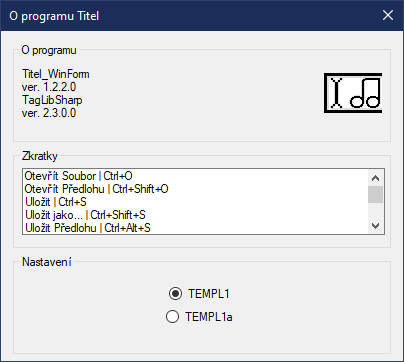 O programu Titel
O programu
Titel_WinForm
ver. 1.2.2.0
TagLibSharp
ver. 2.3.0.0
Zkratky
Otevřít Soubor | Ctrl+O
Otevřít Předlohu | Ctrl+Shift+O
Uložit | Ctrl+S
Uložit jako... | Ctrl+Shift+S
Uložit Předlohu | Ctrl+Alt+S
Nastavení
TEMPL1
TEMPL1a